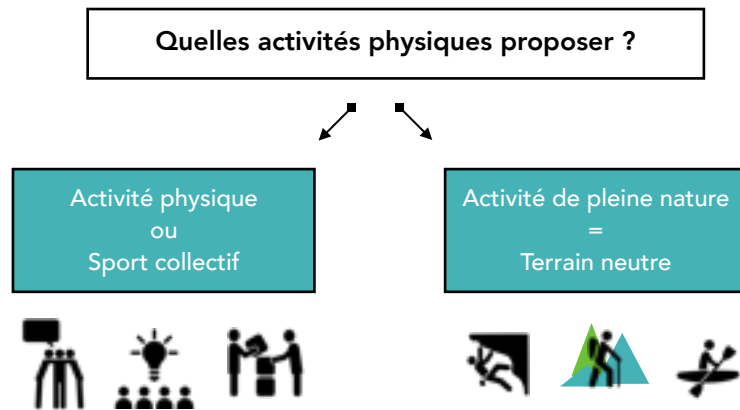 Quelles activités physiques proposer ?
Activité physique
ou
Sport collectif
Activité de pleine nature
=
Terrain neutre